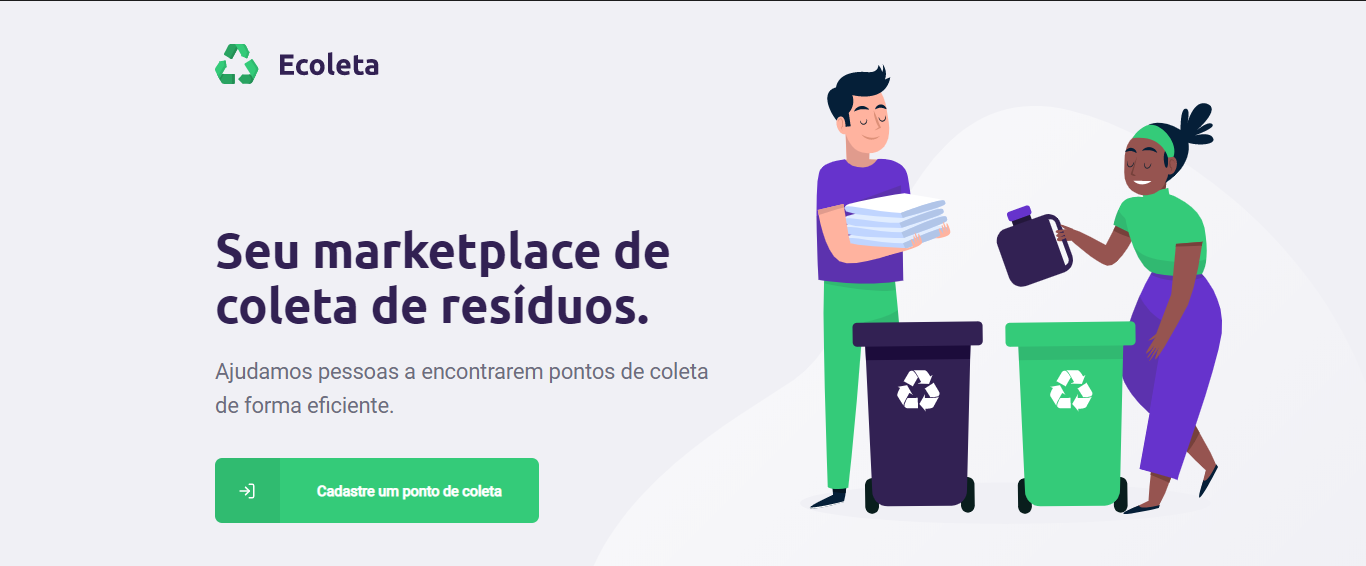 Ecoleta
Seu marketplace de
coleta de resíduos.
Ajudamos pessoas a encontrarem pontos de coleta
de forma eficiente.
Cadastre um ponto de coleta